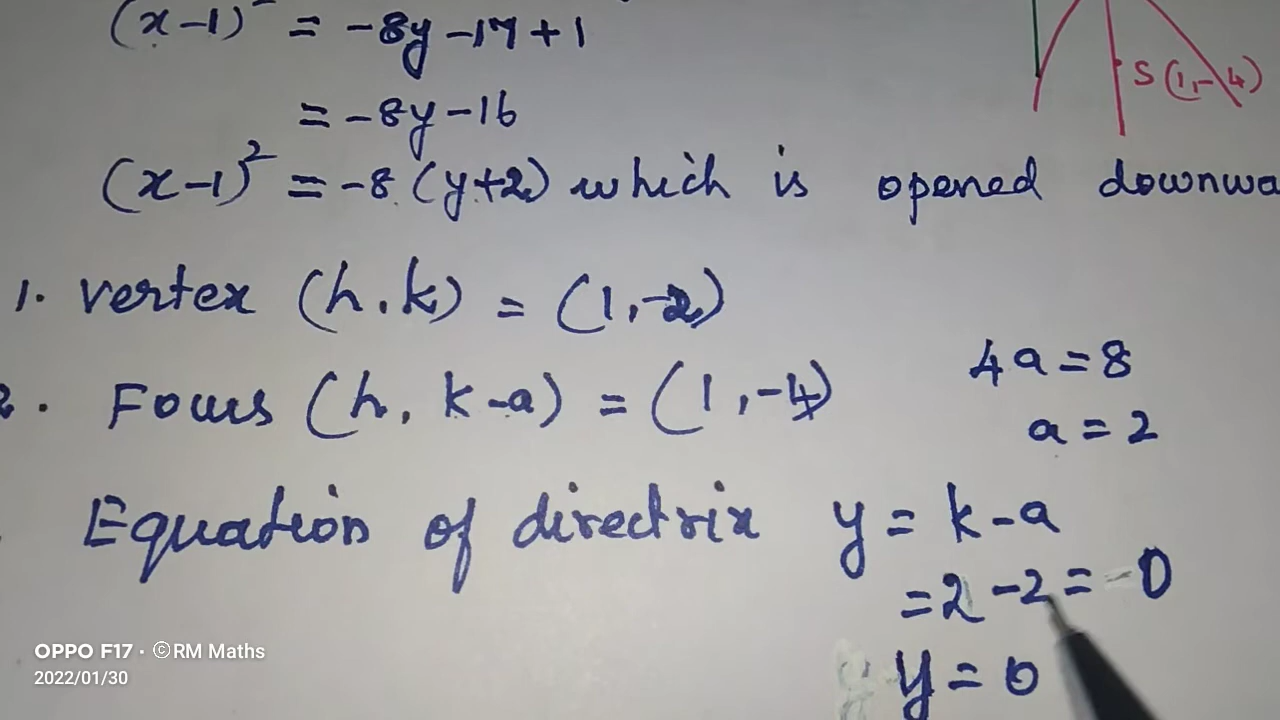 (x-1)² = -8y -17 +1
= -8y -16
S(1,-4)
(x-1)² = -8 (y+2) which is opened downwa
1. vertex (h, k) = (1,-2)
2. Focus (h, k-a) = (1,-4)
4a = 8
a = 2
Equation of directrix y = k-a
= 2 -2 = -0
y = 0
OPPO F17 · ©RM Maths
2022/01/30